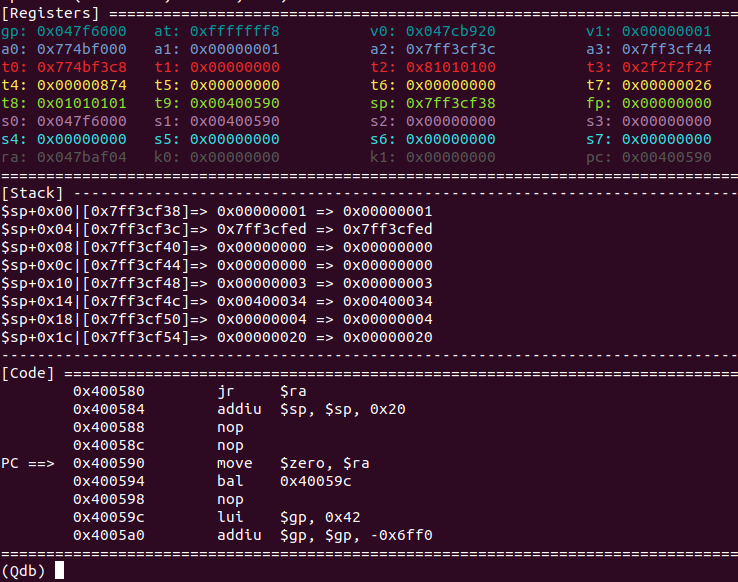 [Registers] ======================================================================
gp: 0x047f6000   at: 0xfffffff8           v0: 0x047cb920           v1: 0x00000001
a0: 0x774bf000   a1: 0x00000001           a2: 0x7ff3cf3c           a3: 0x7ff3cf44
t0: 0x774bf3c8   t1: 0x00000000           t2: 0x81010100           t3: 0x2f2f2f2f
t4: 0x00000874   t5: 0x00000000           t6: 0x00000000           t7: 0x00000026
t8: 0x01010101   t9: 0x00400590           sp: 0x7ff3cf38           fp: 0x00000000
s0: 0x047f6000   s1: 0x00400590           s2: 0x00000000           s3: 0x00000000
s4: 0x00000000   s5: 0x00000000           s6: 0x00000000           s7: 0x00000000
ra: 0x047baf04   k0: 0x00000000           k1: 0x00000000           pc: 0x00400590
==================================================================================
[Stack] --------------------------------------------------------------------------
$sp+0x00|[0x7ff3cf38]=> 0x00000001 => 0x00000001
$sp+0x04|[0x7ff3cf3c]=> 0x7ff3cfed => 0x7ff3cfed
$sp+0x08|[0x7ff3cf40]=> 0x00000000 => 0x00000000
$sp+0x0c|[0x7ff3cf44]=> 0x00000000 => 0x00000000
$sp+0x10|[0x7ff3cf48]=> 0x00000003 => 0x00000003
$sp+0x14|[0x7ff3cf4c]=> 0x00400034 => 0x00400034
$sp+0x18|[0x7ff3cf50]=> 0x00000004 => 0x00000004
$sp+0x1c|[0x7ff3cf54]=> 0x00000020 => 0x00000020
----------------------------------------------------------------------------------
[Code] ===========================================================================
        0x400580        jr     $ra
        0x400584        addiu  $sp, $sp, 0x20
        0x400588        nop
        0x40058c        nop
PC ==>  0x400590        move   $zero, $ra
        0x400594        bal    0x40059c
        0x400598        nop
        0x40059c        lui    $gp, 0x42
        0x4005a0        addiu  $gp, $gp, -0x6ff0
==================================================================================
(Qdb)